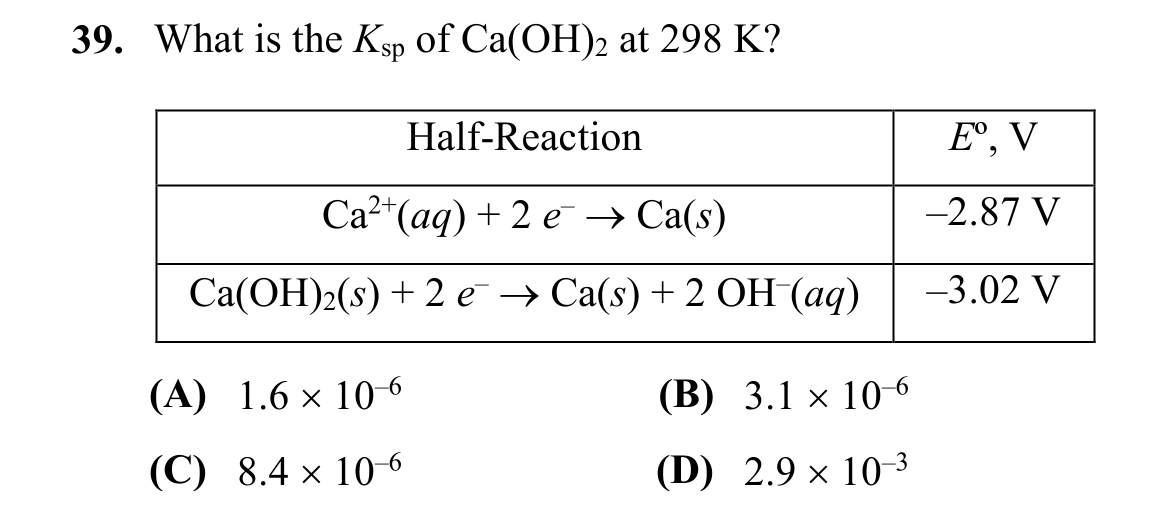 39. What is the Ksp of Ca(OH)₂ at 298 K?
Half-Reaction Eº, V
Ca²⁺(aq) + 2 e⁻ → Ca(s) –2.87 V
Ca(OH)₂(s) + 2 e⁻ → Ca(s) + 2 OH⁻(aq) –3.02 V
(A) 1.6 × 10⁻⁶ (B) 3.1 × 10⁻⁶
(C) 8.4 × 10⁻⁶ (D) 2.9 × 10⁻³